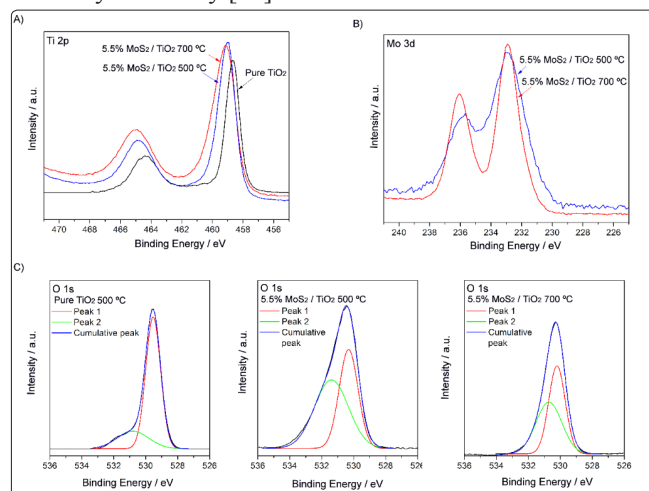 A)
Ti 2p
5.5% MoS2 / TiO2 700 ºC
5.5% MoS2 / TiO2 500 ºC
Pure TiO2
Intensity / a.u.
470 468 466 464 462 460 458 456
Binding Energy / eV
B)
Mo 3d
5.5% MoS2 / TiO2 500 ºC
5.5% MoS2 / TiO2 700 ºC
Intensity / a.u.
240 238 236 234 232 230 228 226
Binding Energy / eV
C)
O 1s
Pure TiO2 500 ºC
Peak 1
Peak 2
Cumulative peak
Intensity / a.u.
536 534 532 530 528 526
Binding Energy / eV
O 1s
5.5% MoS2 / TiO2 500 ºC
Peak 1
Peak 2
Cumulative
peak
Intensity / a.u.
536 534 532 530 528 526
Binding Energy / eV
O 1s
5.5% MoS2 / TiO2 700 ºC
Peak 1
Peak 2
Cumulative
peak
Intensity / a.u.
536 534 532 530 528 526
Binding Energy / eV